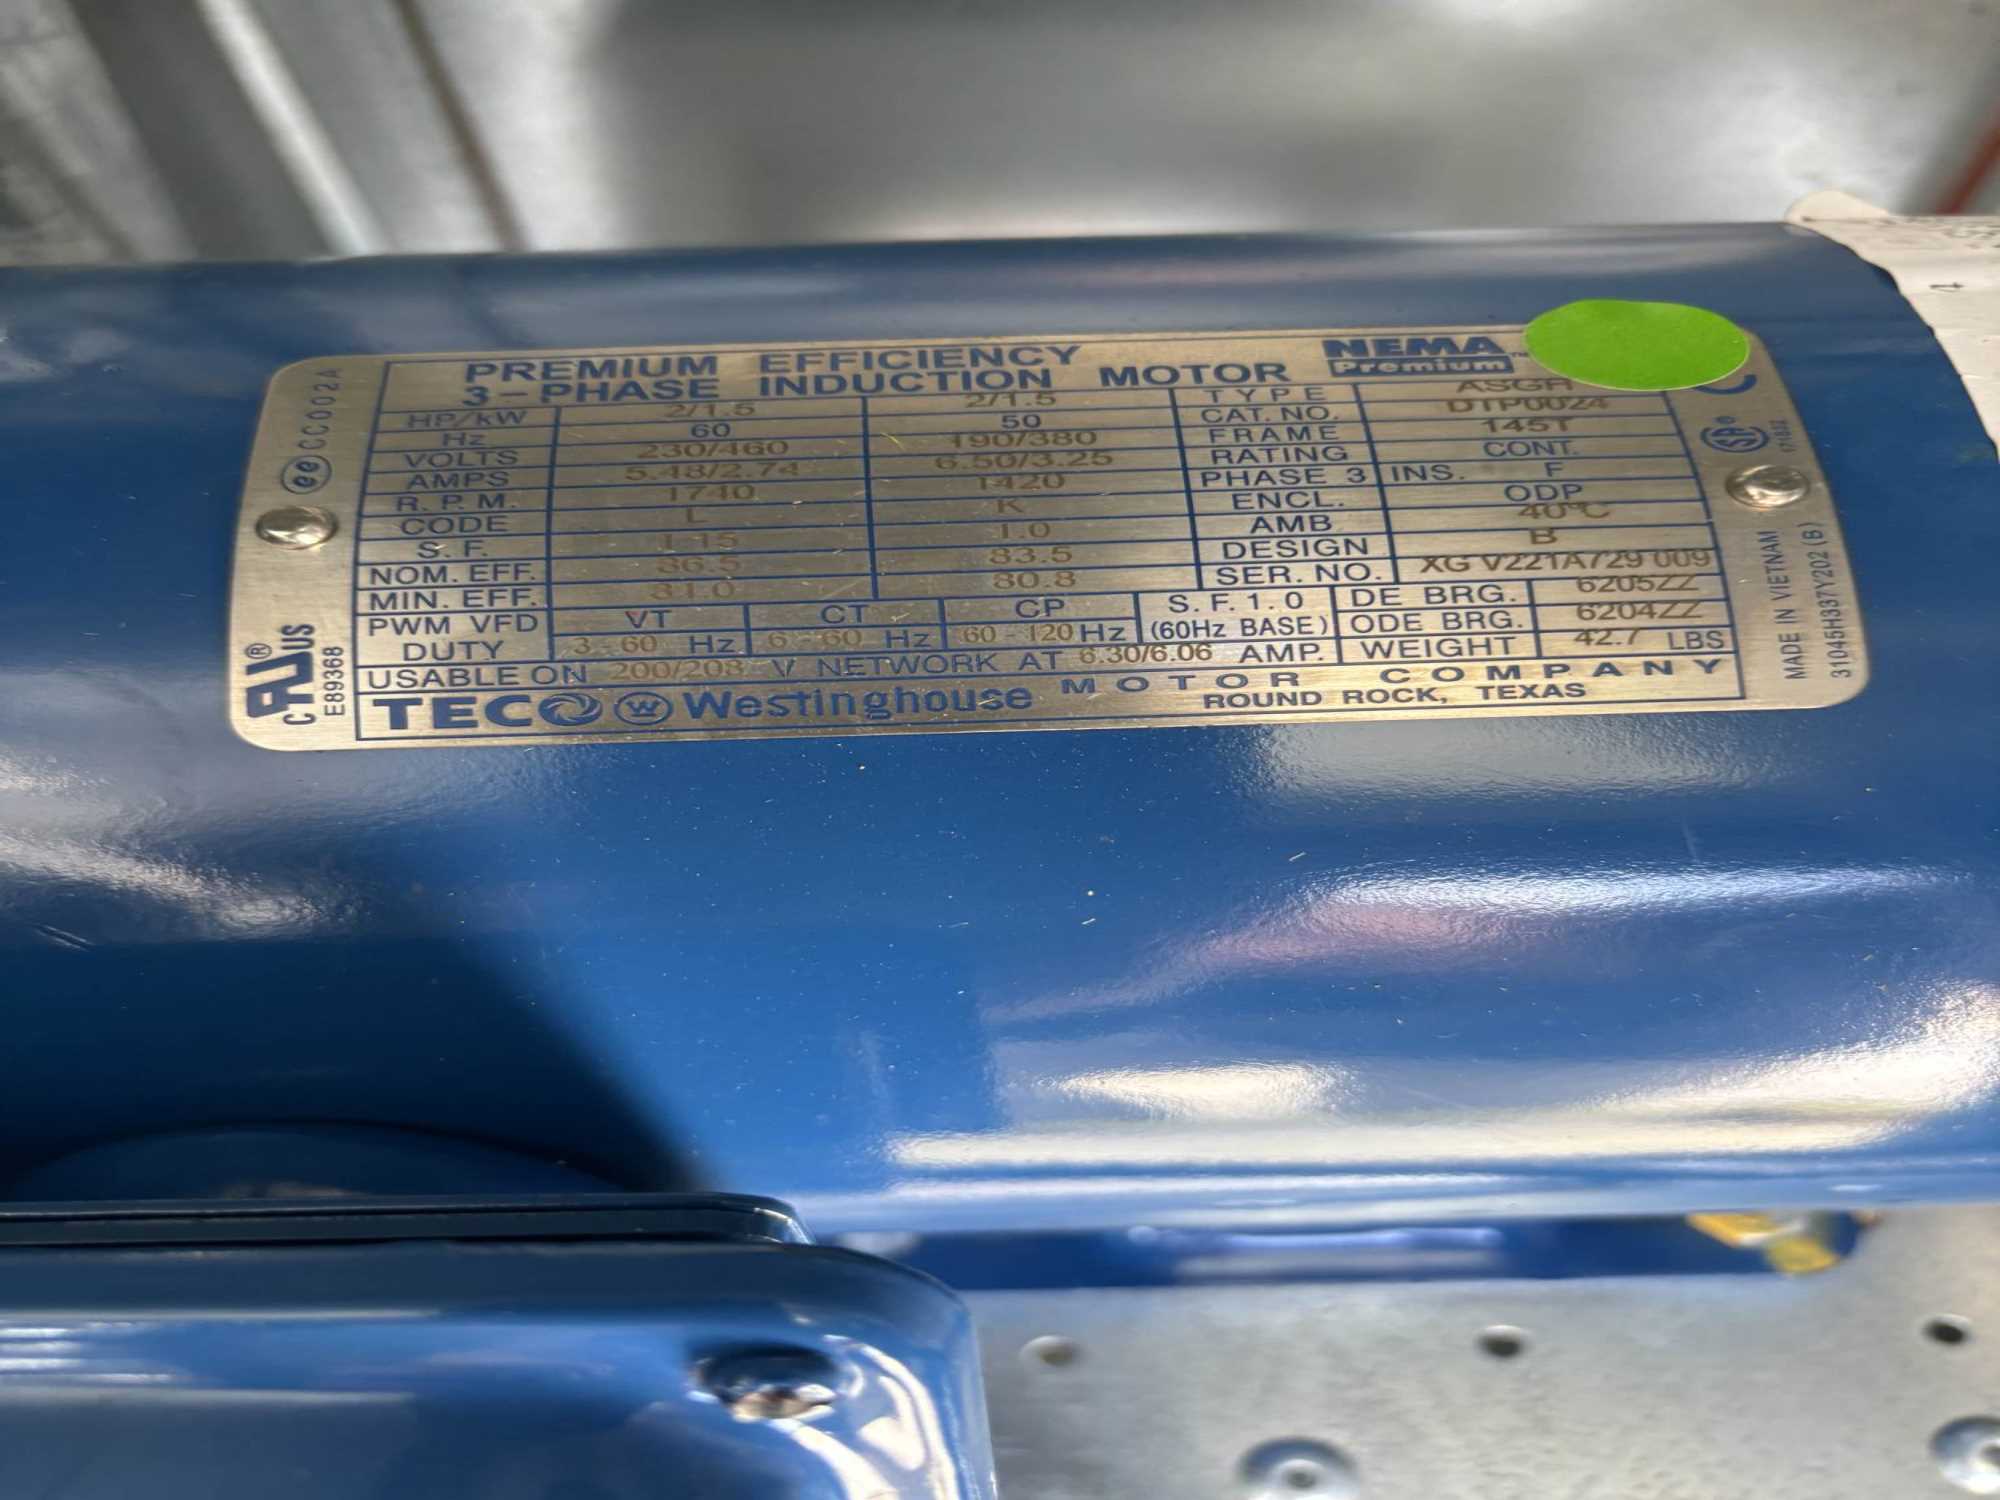 PREMIUM EFFICIENCY
3-PHASE INDUCTION MOTOR
NEMA
Premium™
HP/kW 2/1.5 2/1.5 TYPE ASGA
Hz 60 50 CAT. NO. DTP0024
VOLTS 230/460 190/380 FRAME 145T
AMPS 5.48/2.74 6.50/3.25 RATING CONT.
R.P.M. 1740 1420 PHASE 3 INS. F
CODE L K ENCL. ODP
S.F. 1.15 1.0 AMB 40°C
NOM. EFF. 86.5 83.5 DESIGN B
MIN. EFF. 84.0 80.8 SER. NO. XG V221A729 009
PWM VFD VT CT CP S.F. 1.0 DE BRG. 6205ZZ
DUTY 3 - 60 Hz 6 - 60 Hz 60 - 120 Hz (60Hz BASE) ODE BRG. 6204ZZ
USABLE ON 200/208 V NETWORK AT 6.30/6.06 AMP. WEIGHT 42.7 LBS
TECO W Westinghouse MOTOR COMPANY
ROUND ROCK, TEXAS
ee CC002A
c UR ® US
E89368
SP®
MADE IN VIETNAM
31045H337Y202 (B)